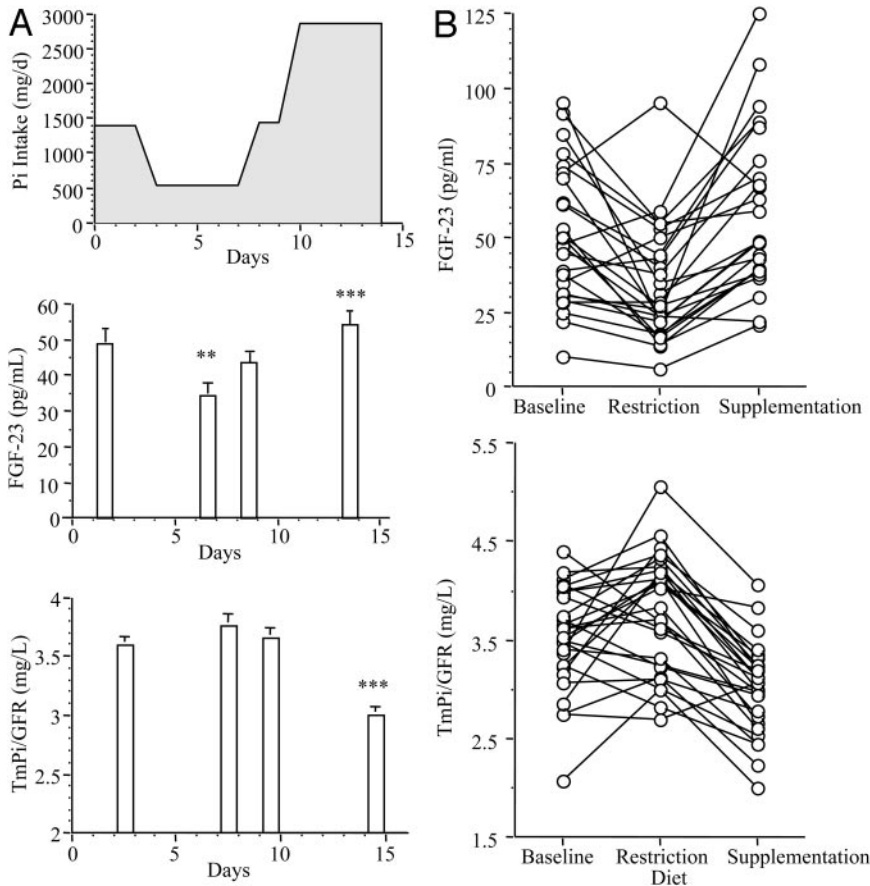 A
3000
2500
2000
1500
1000
500
0
Pi Intake (mg/d)
0 5 10 15
Days
60
50
40
30
20
10
0
FGF-23 (pg/mL)
**
***
0 5 10 15
Days
4
3.5
3
2.5
2
TmPi/GFR (mg/L)
***
0 5 10 15
Days
B
125
100
75
50
25
0
FGF-23 (pg/ml)
Baseline Restriction Supplementation
5.5
4.5
3.5
2.5
1.5
TmPi/GFR (mg/L)
Baseline Restriction Supplementation
Diet